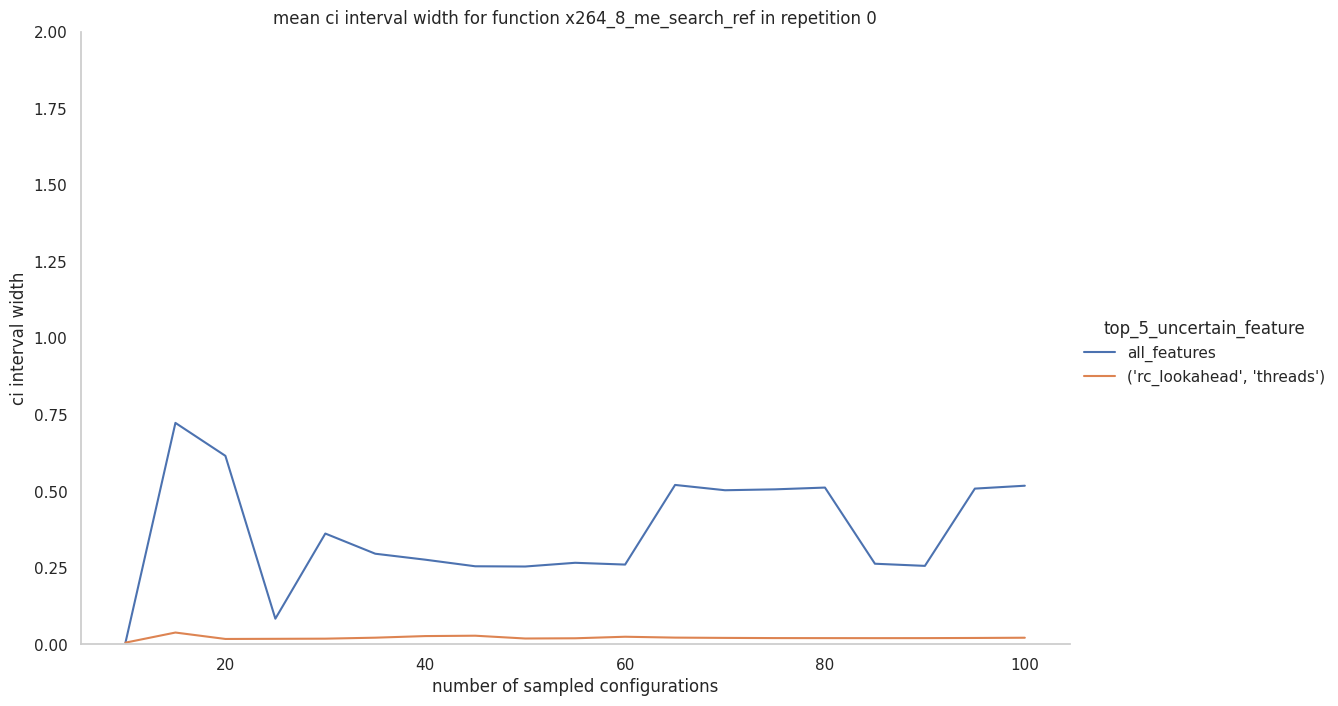 mean ci interval width for function x264_8_me_search_ref in repetition 0
2.00
1.75
1.50
1.25
1.00
0.75
0.50
0.25
0.00
ci interval width
20 40 60 80 100
number of sampled configurations
top_5_uncertain_feature
all_features
('rc_lookahead', 'threads')